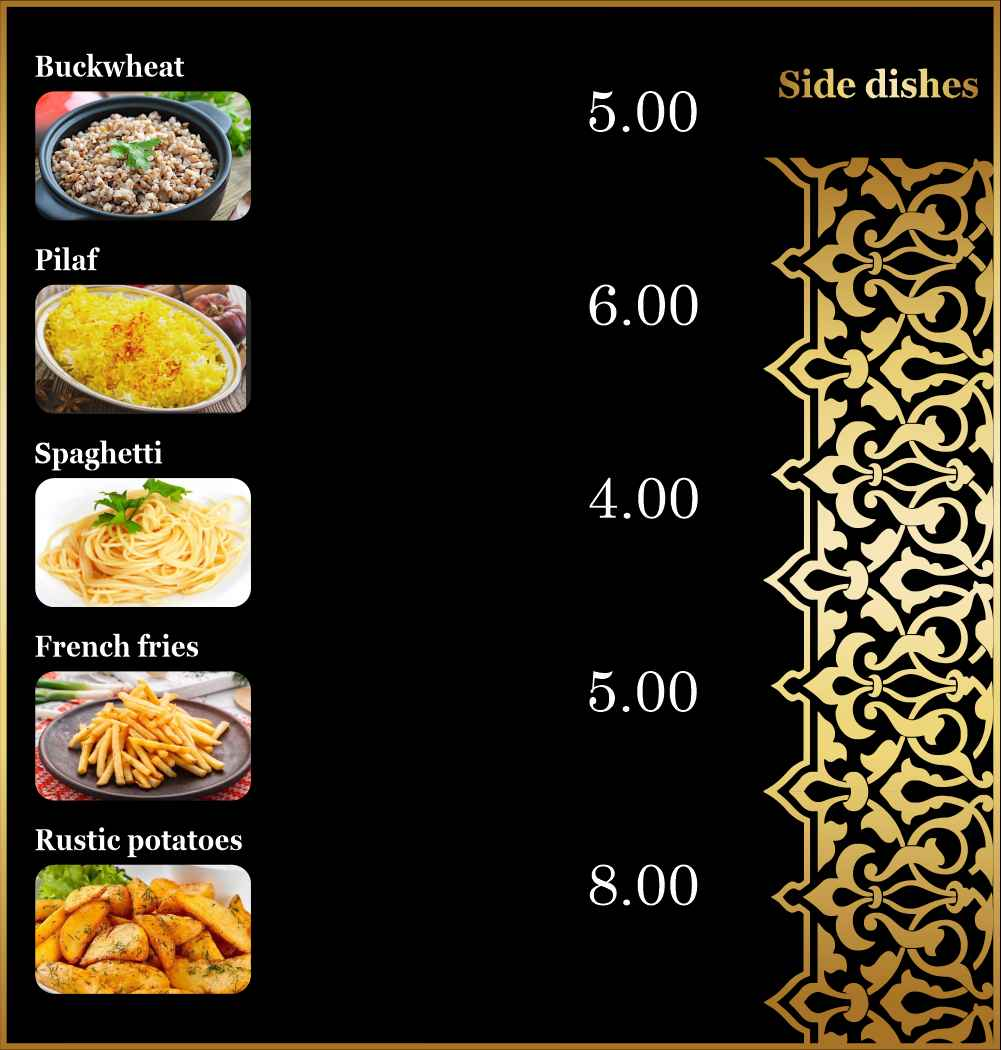 Side dishes
Buckwheat
5.00
Pilaf
6.00
Spaghetti
4.00
French fries
5.00
Rustic potatoes
8.00